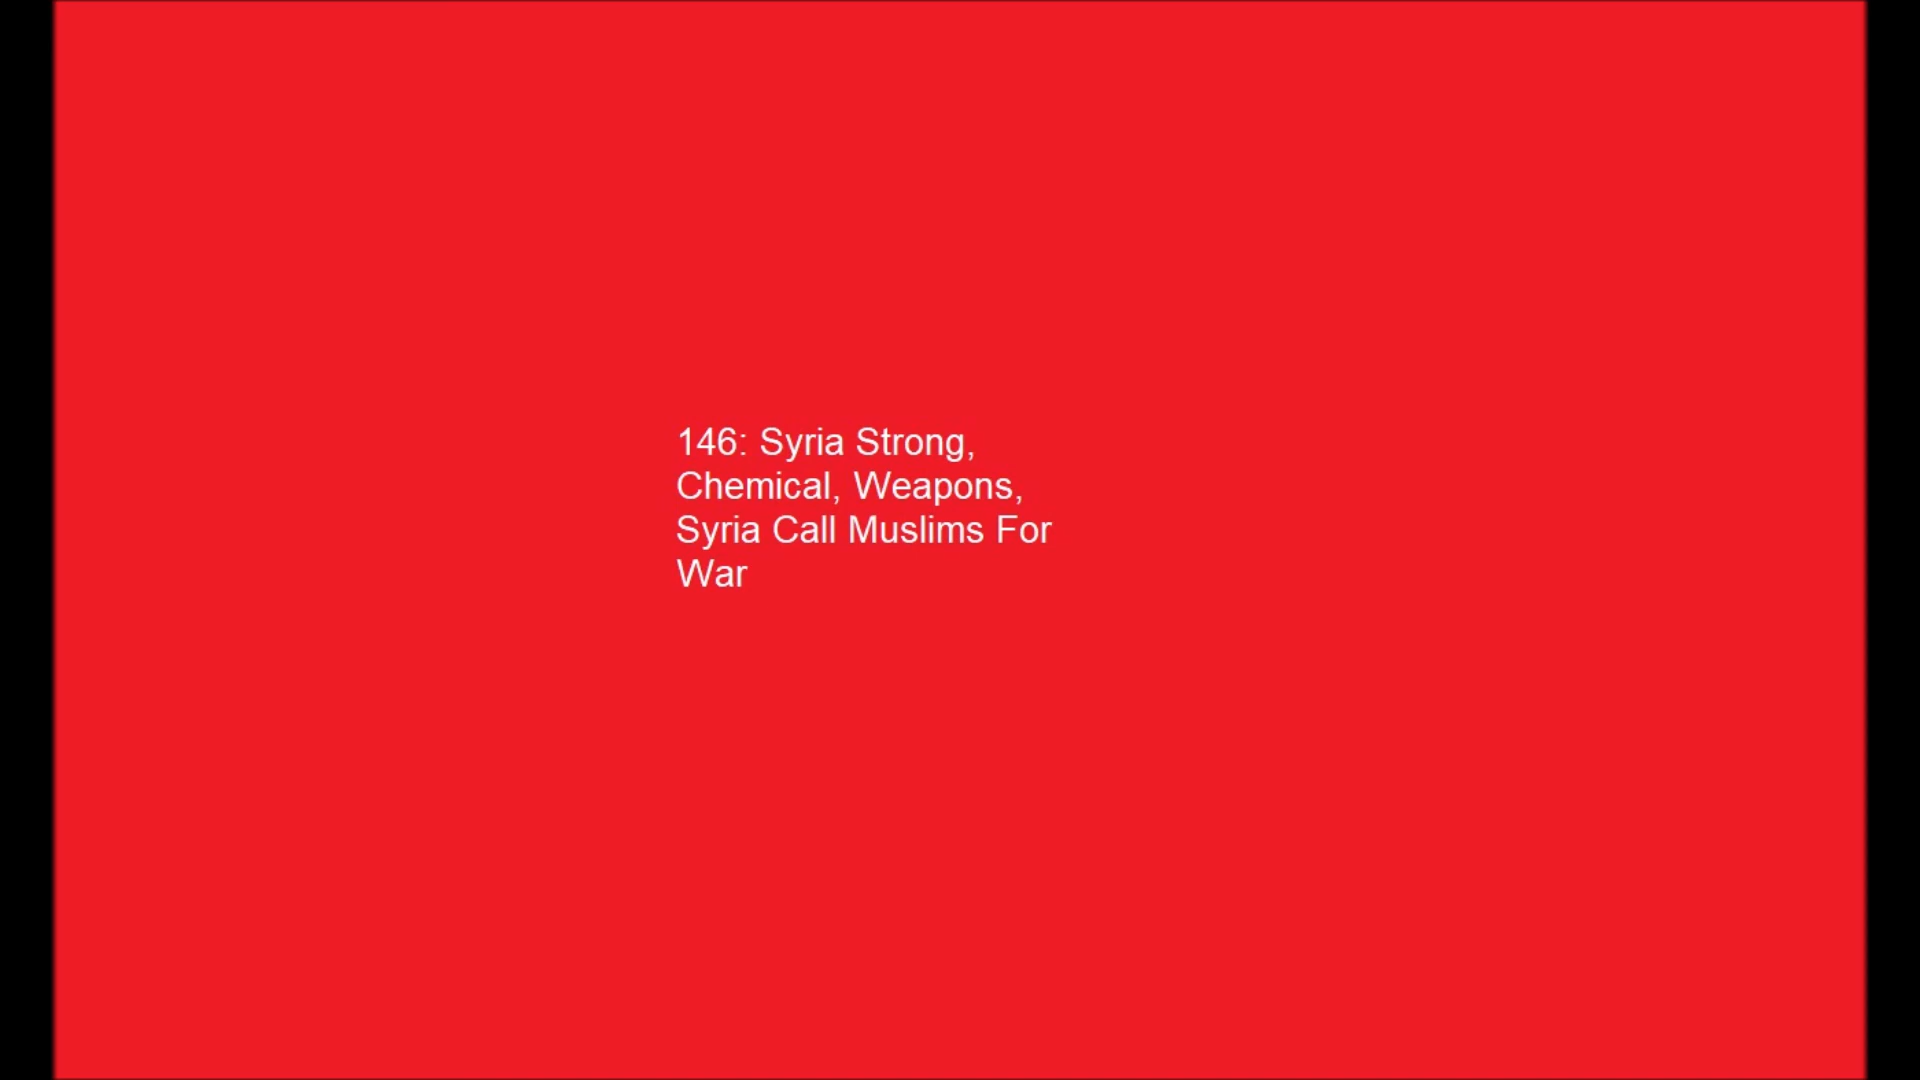 146: Syria Strong,
Chemical, Weapons,
Syria Call Muslims For
War